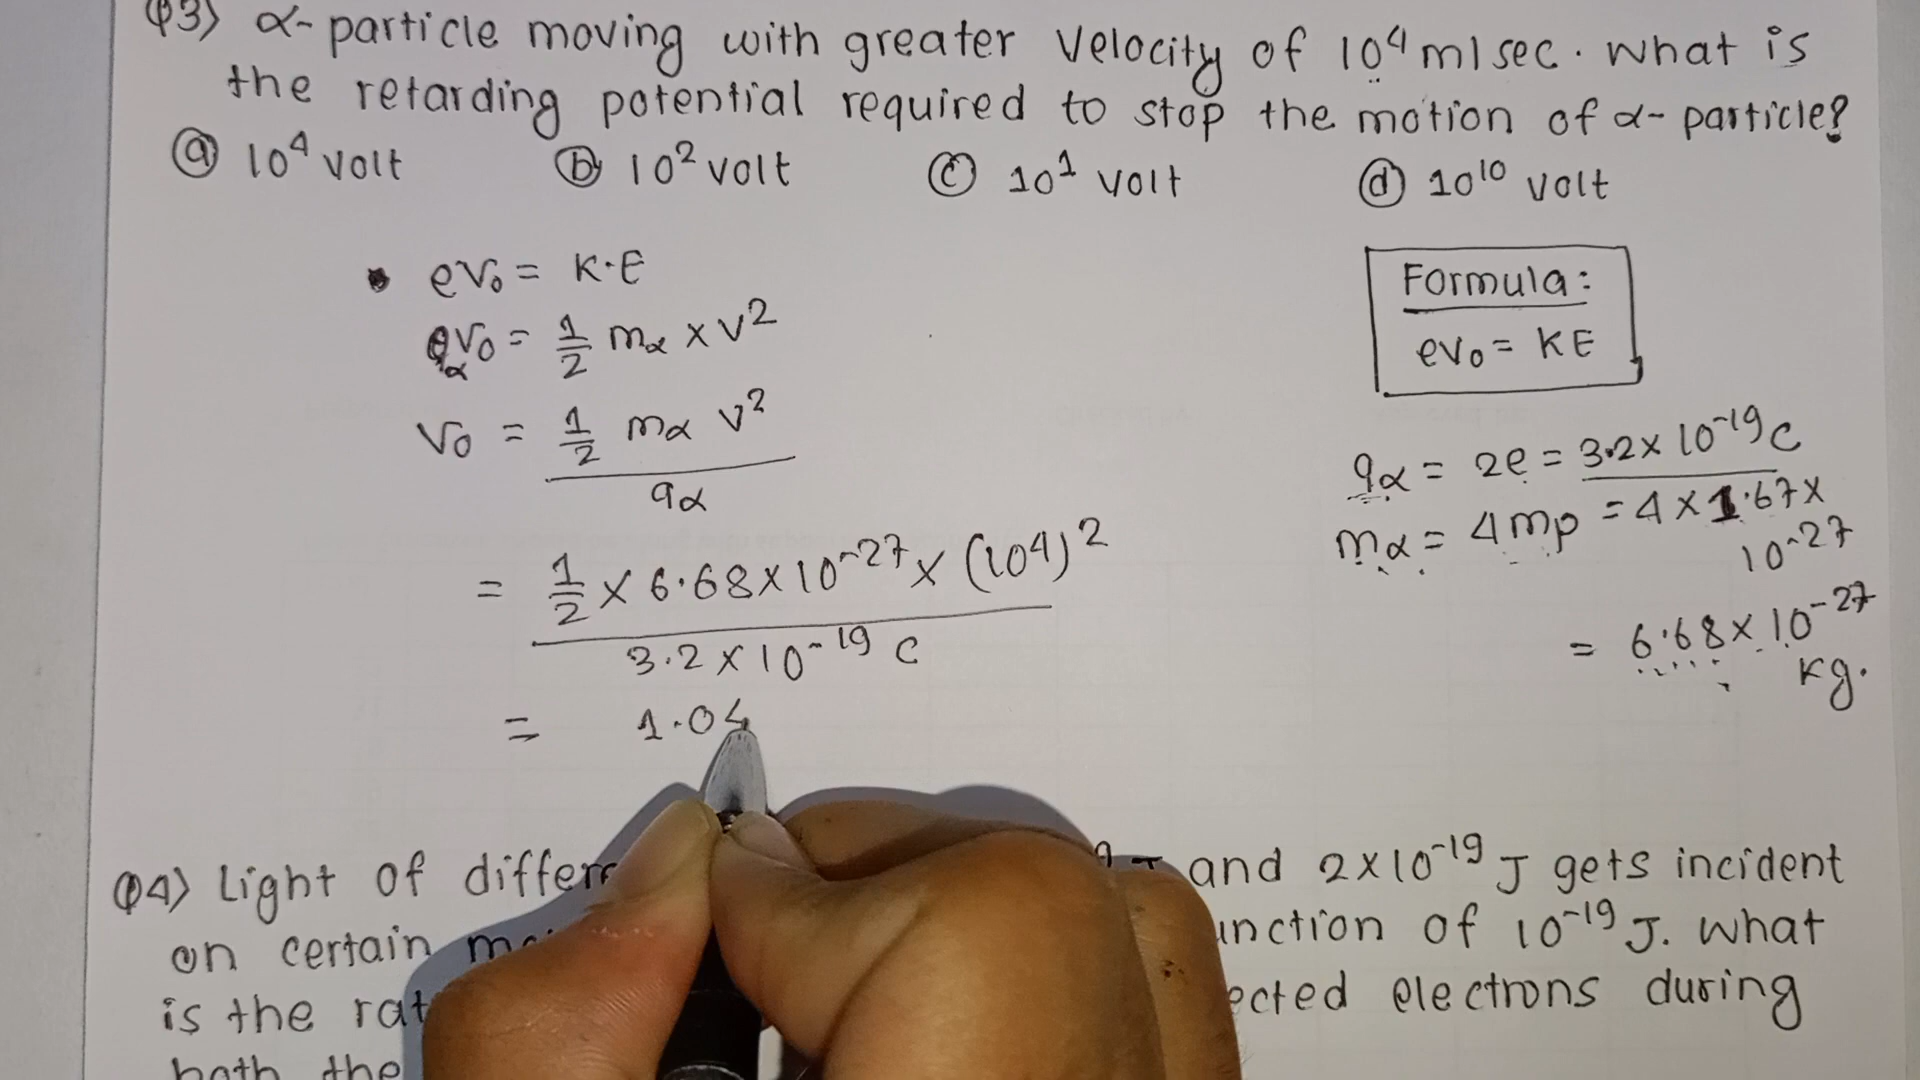 Q3) α-particle moving with greater velocity of 10⁴ m/sec. What is
the retarding potential required to stop the motion of α-particle?
ⓐ 10⁴ volt ⓑ 10² volt ⓒ 10¹ volt ⓓ 10¹⁰ volt
eV₀ = K.E
qαV₀ = 1/2 mα × V²
V₀ = 1/2 mα V² / qα
= 1/2 × 6.68 × 10⁻²⁷ × (10⁴)² / 3.2 × 10⁻¹⁹ C
= 1.04
Formula:
eV₀ = KE
qα = 2e = 3.2 × 10⁻¹⁹ C
mα = 4mp = 4 × 1.67 ×
10⁻²⁷
= 6.68 × 10⁻²⁷
kg.
Q4) Light of and 2×10⁻¹⁹ J gets incident
on certain of 10⁻¹⁹ J. What
is the electrons during
both the